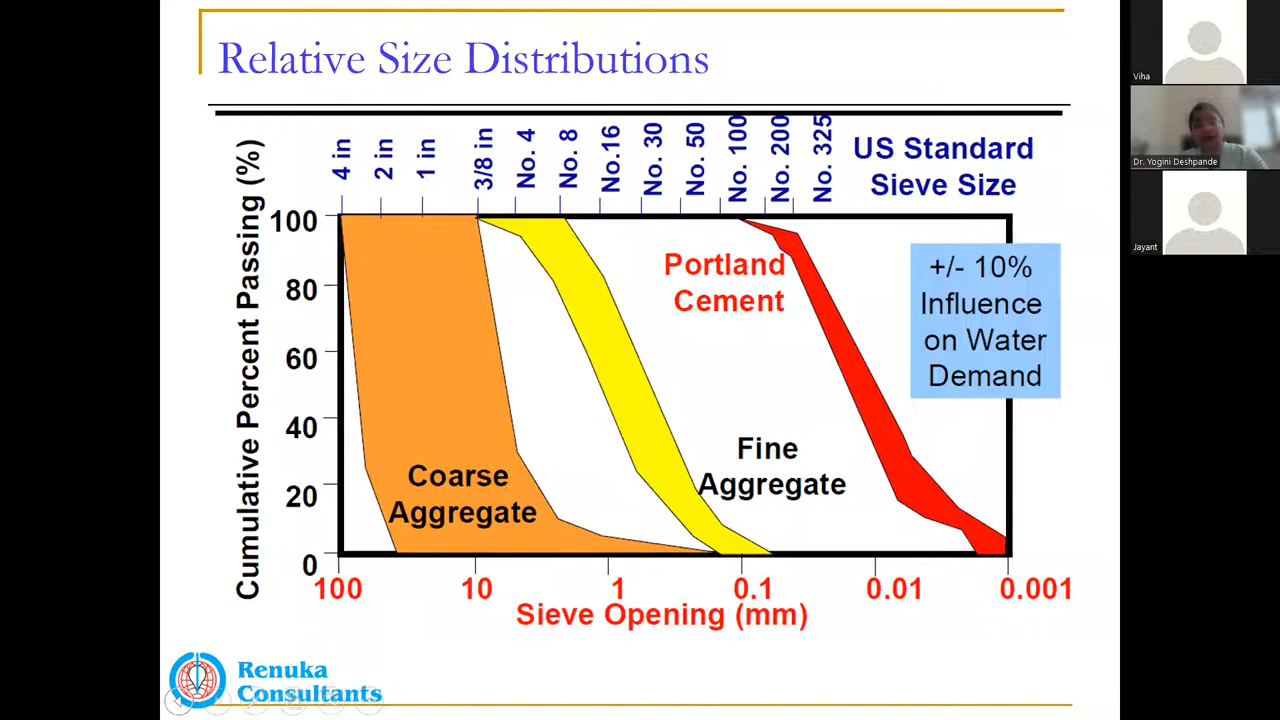 Relative Size Distributions
4 in
2 in
1 in
3/8 in
No. 4
No. 8
No.16
No. 30
No. 50
No. 100
No. 200
No. 325
US Standard
Sieve Size
Cumulative Percent Passing (%)
100
80
60
40
20
0
Portland
Cement
+/- 10%
Influence
on Water
Demand
Coarse
Aggregate
Fine
Aggregate
100
10
1
0.1
0.01
0.001
Sieve Opening (mm)
Renuka
Consultants
Viha
Dr. Yogini Deshpande
Jayant